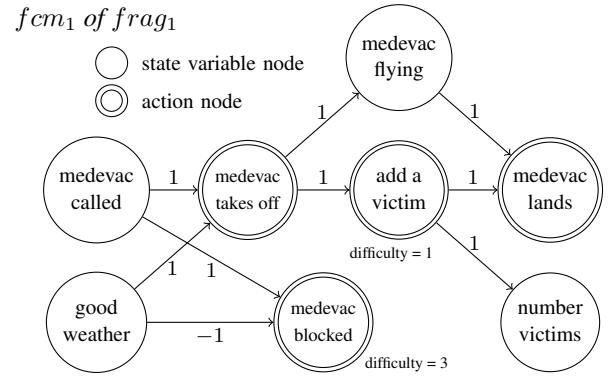 fcm₁ of frag₁
state variable node
action node
medevac
flying
1
1
medevac
called
1
medevac
takes off
1
add a
victim
1
medevac
lands
difficulty = 1
1
1
1
good
weather
−1
medevac
blocked
difficulty = 3
number
victims